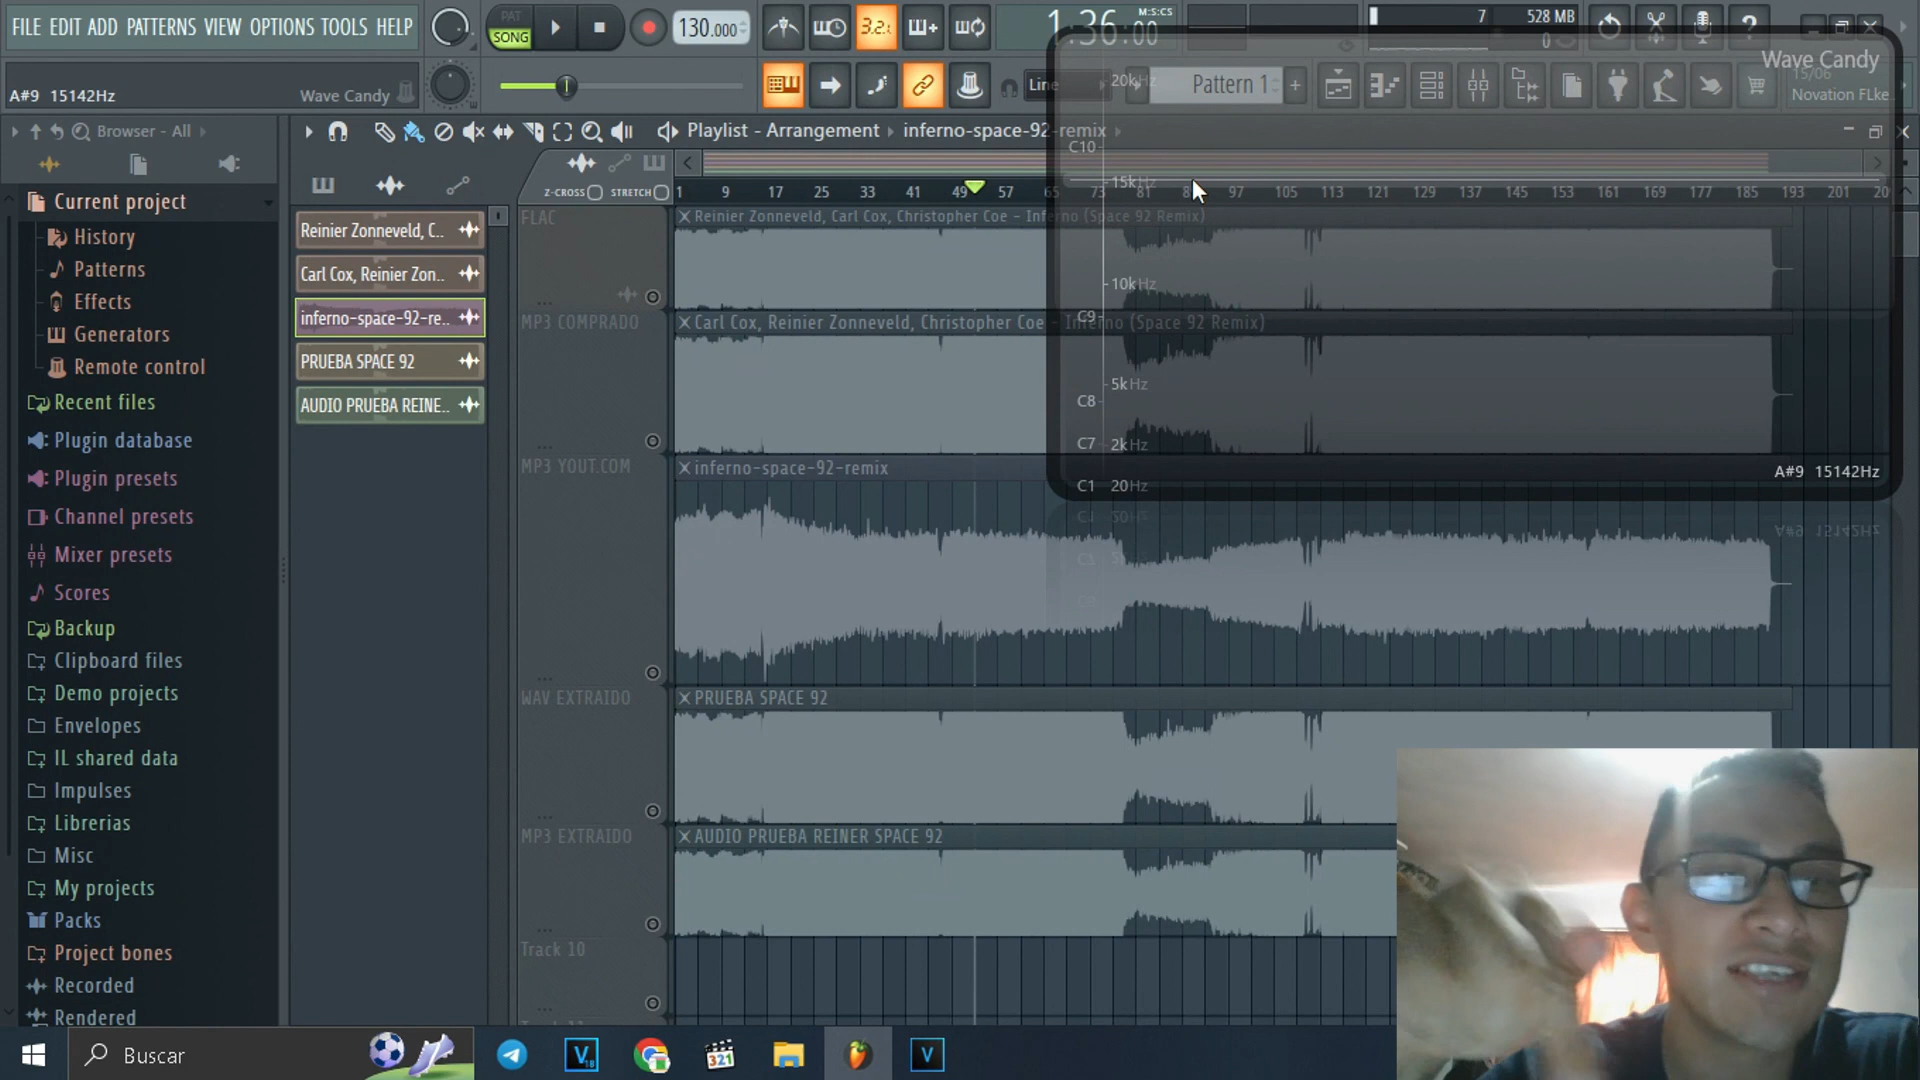 FILE EDIT ADD PATTERNS VIEW OPTIONS TOOLS HELP
PAT
SONG
130.000
3.2.
1:36:00
M:S:CS
7
528 MB
0
A#9 15142Hz
Wave Candy
Line
Pattern 1
+
15/06
Novation FLke
Wave Candy
20kHz
C10
15kHz
10kHz
C9
5kHz
C8
C7 2kHz
C1 20Hz
A#9 15142Hz
Browser - All
Playlist - Arrangement
inferno-space-92-remix
Z-CROSS
STRETCH
1 9 17 25 33 41 49 57 65 73 81 97 105 113 121 129 137 145 153 161 169 177 185 193 201 20
Current project
History
Patterns
Effects
Generators
Remote control
Recent files
Plugin database
Plugin presets
Channel presets
Mixer presets
Scores
Backup
Clipboard files
Demo projects
Envelopes
IL shared data
Impulses
Librerias
Misc
My projects
Packs
Project bones
Recorded
Rendered
Reinier Zonneveld, C..
Carl Cox, Reinier Zon..
inferno-space-92-re..
PRUEBA SPACE 92
AUDIO PRUEBA REINE..
FLAC
Reinier Zonneveld, Carl Cox, Christopher Coe - Inferno (Space 92 Remix)
MP3 COMPRADO
Carl Cox, Reinier Zonneveld, Christopher Coe - Inferno (Space 92 Remix)
MP3 YOUT.COM
inferno-space-92-remix
WAV EXTRAIDO
PRUEBA SPACE 92
MP3 EXTRAIDO
AUDIO PRUEBA REINER SPACE 92
Track 10
Buscar